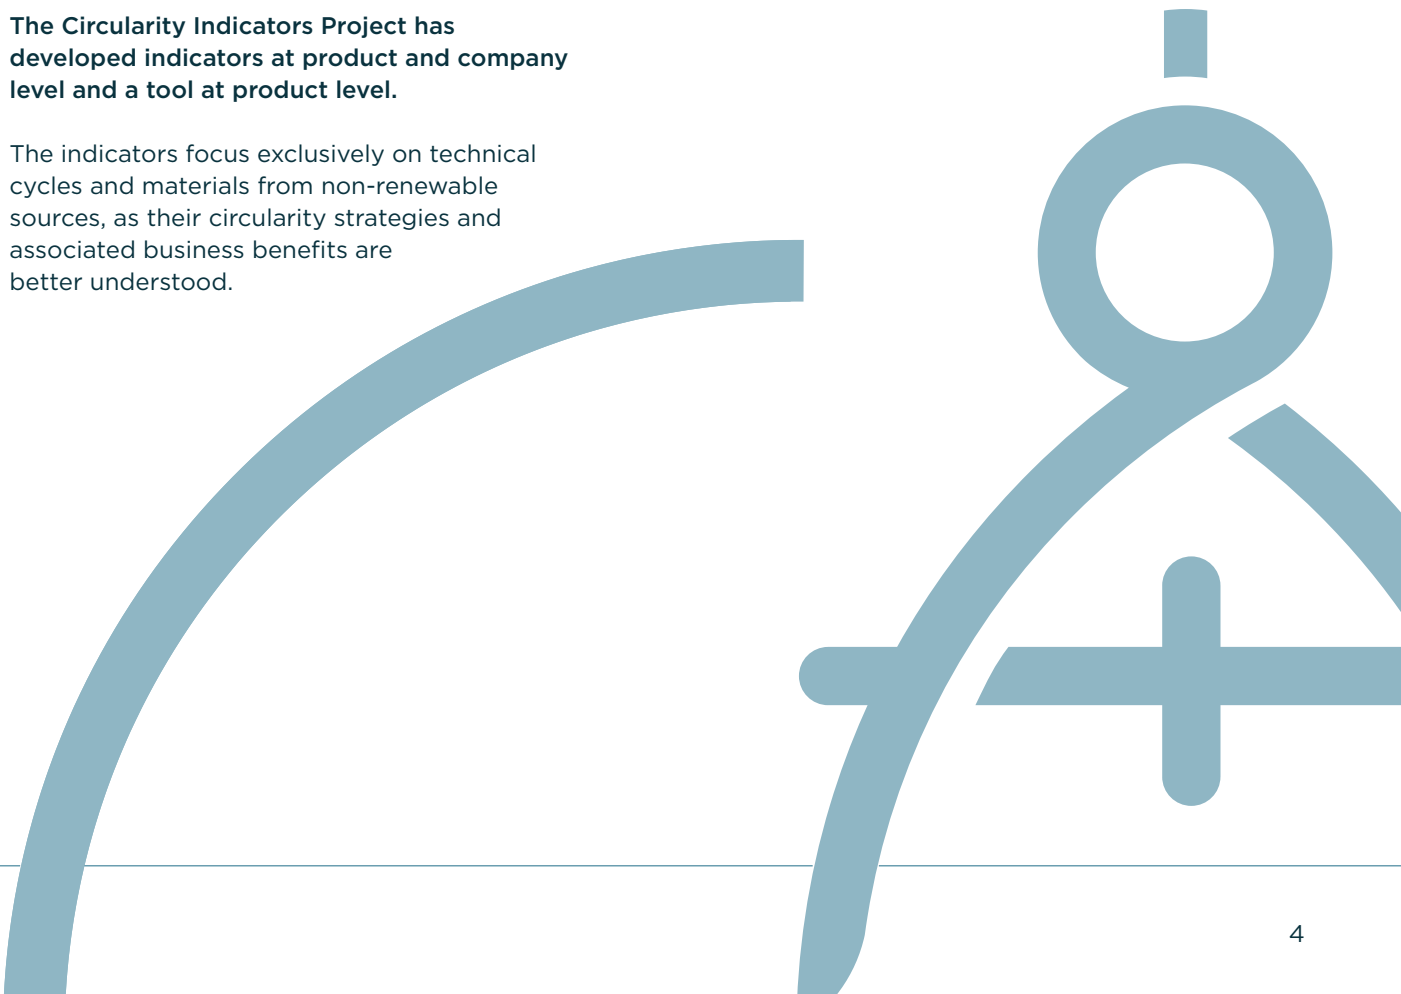 The Circularity Indicators Project has
developed indicators at product and company
level and a tool at product level.
The indicators focus exclusively on technical
cycles and materials from non-renewable
sources, as their circularity strategies and
associated business benefits are
better understood.
4